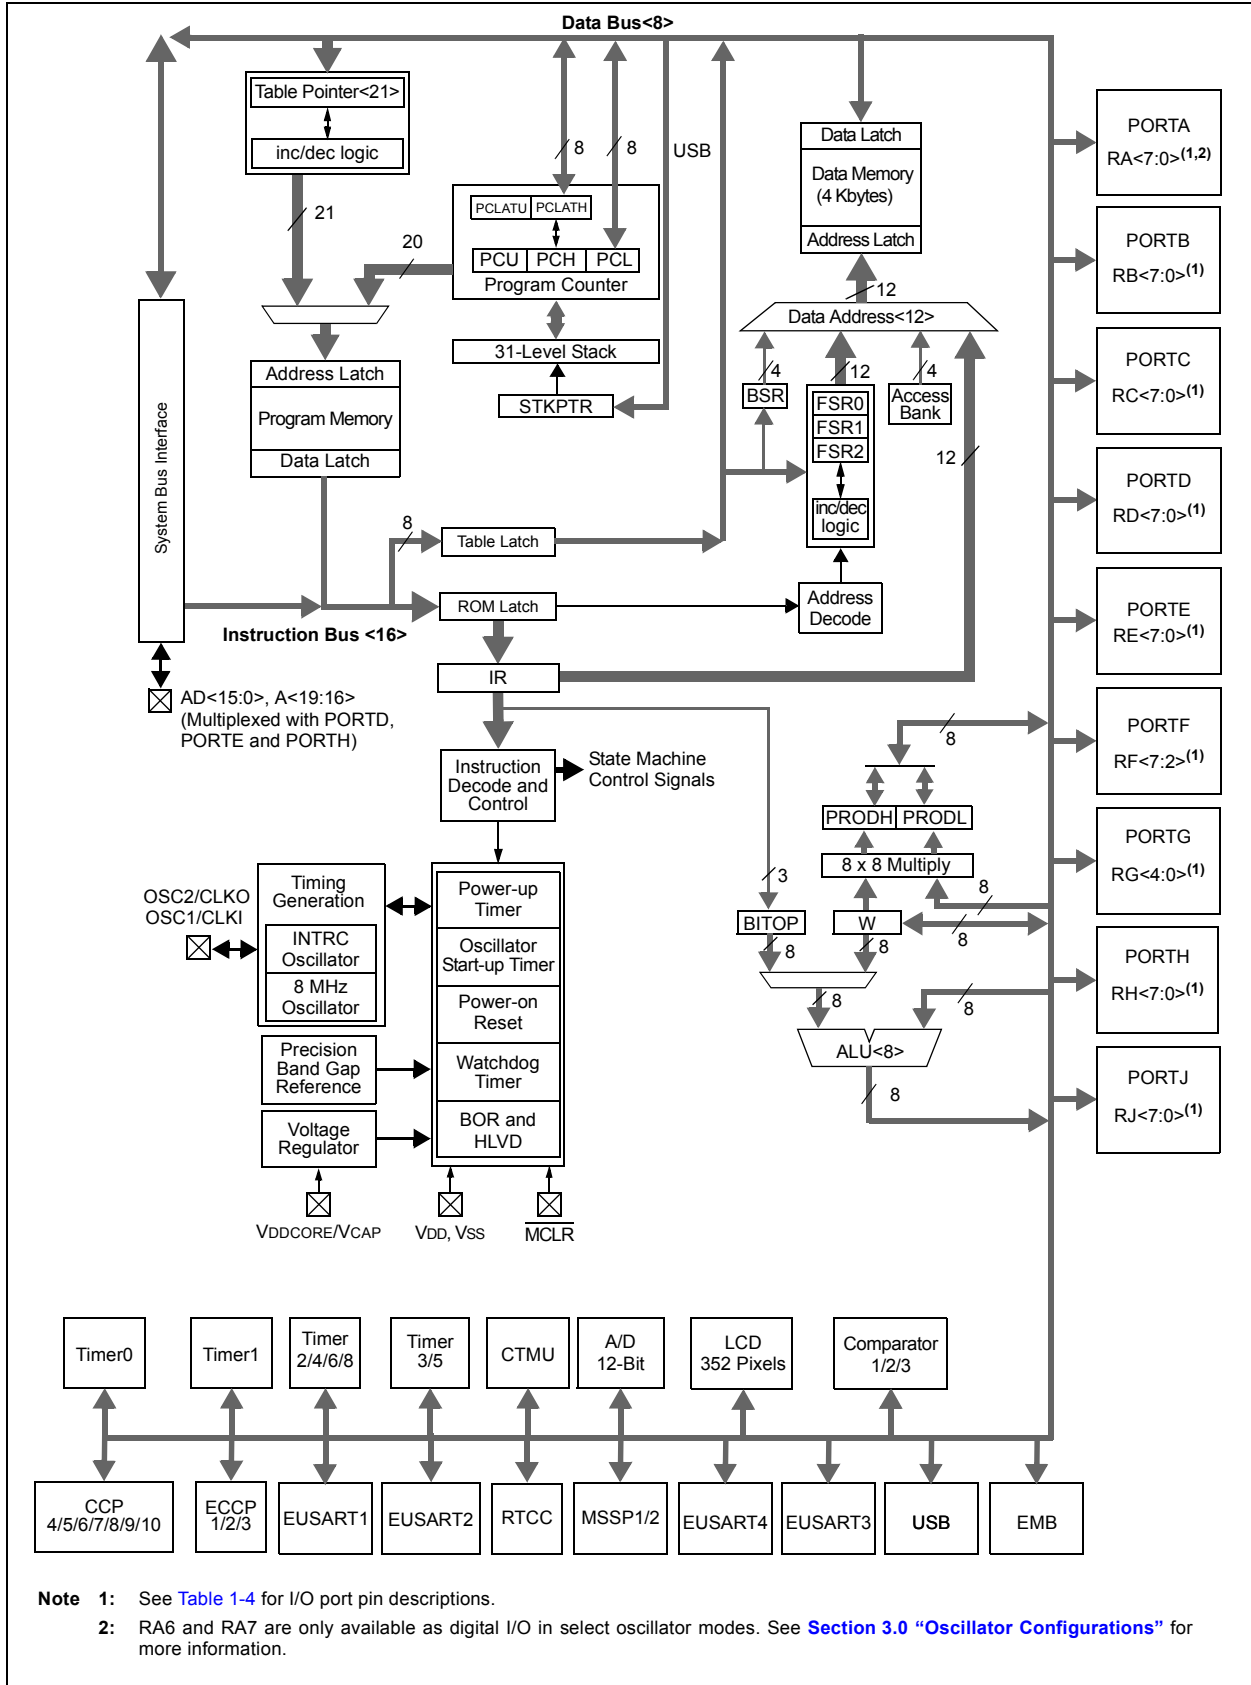 Data Bus<8>
Table Pointer<21>
inc/dec logic
21
20
8
8
USB
PCLATU PCLATH
PCU PCH PCL
Program Counter
31-Level Stack
STKPTR
System Bus Interface
Address Latch
Program Memory
Data Latch
Data Latch
Data Memory
(4 Kbytes)
Address Latch
12
Data Address<12>
4
12
4
BSR
FSR0
FSR1
FSR2
inc/dec
logic
Access
Bank
12
8
Table Latch
ROM Latch
Address
Decode
Instruction Bus <16>
IR
AD<15:0>, A<19:16>
(Multiplexed with PORTD,
PORTE and PORTH)
Instruction
Decode and
Control
State Machine
Control Signals
8
PRODH PRODL
8 x 8 Multiply
3
8
BITOP
W
8
8
8
8
8
ALU<8>
8
OSC2/CLKO
OSC1/CLKI
Timing
Generation
INTRC
Oscillator
8 MHz
Oscillator
Precision
Band Gap
Reference
Voltage
Regulator
Power-up
Timer
Oscillator
Start-up Timer
Power-on
Reset
Watchdog
Timer
BOR and
HLVD
VDDCORE/VCAP
VDD, VSS
MCLR
PORTA
RA<7:0>(1,2)
PORTB
RB<7:0>(1)
PORTC
RC<7:0>(1)
PORTD
RD<7:0>(1)
PORTE
RE<7:0>(1)
PORTF
RF<7:2>(1)
PORTG
RG<4:0>(1)
PORTH
RH<7:0>(1)
PORTJ
RJ<7:0>(1)
Timer0
Timer1
Timer
2/4/6/8
Timer
3/5
CTMU
A/D
12-Bit
LCD
352 Pixels
Comparator
1/2/3
CCP
4/5/6/7/8/9/10
ECCP
1/2/3
EUSART1
EUSART2
RTCC
MSSP1/2
EUSART4
EUSART3
USB
EMB
Note 1: See Table 1-4 for I/O port pin descriptions.
2: RA6 and RA7 are only available as digital I/O in select oscillator modes. See Section 3.0 “Oscillator Configurations” for
more information.